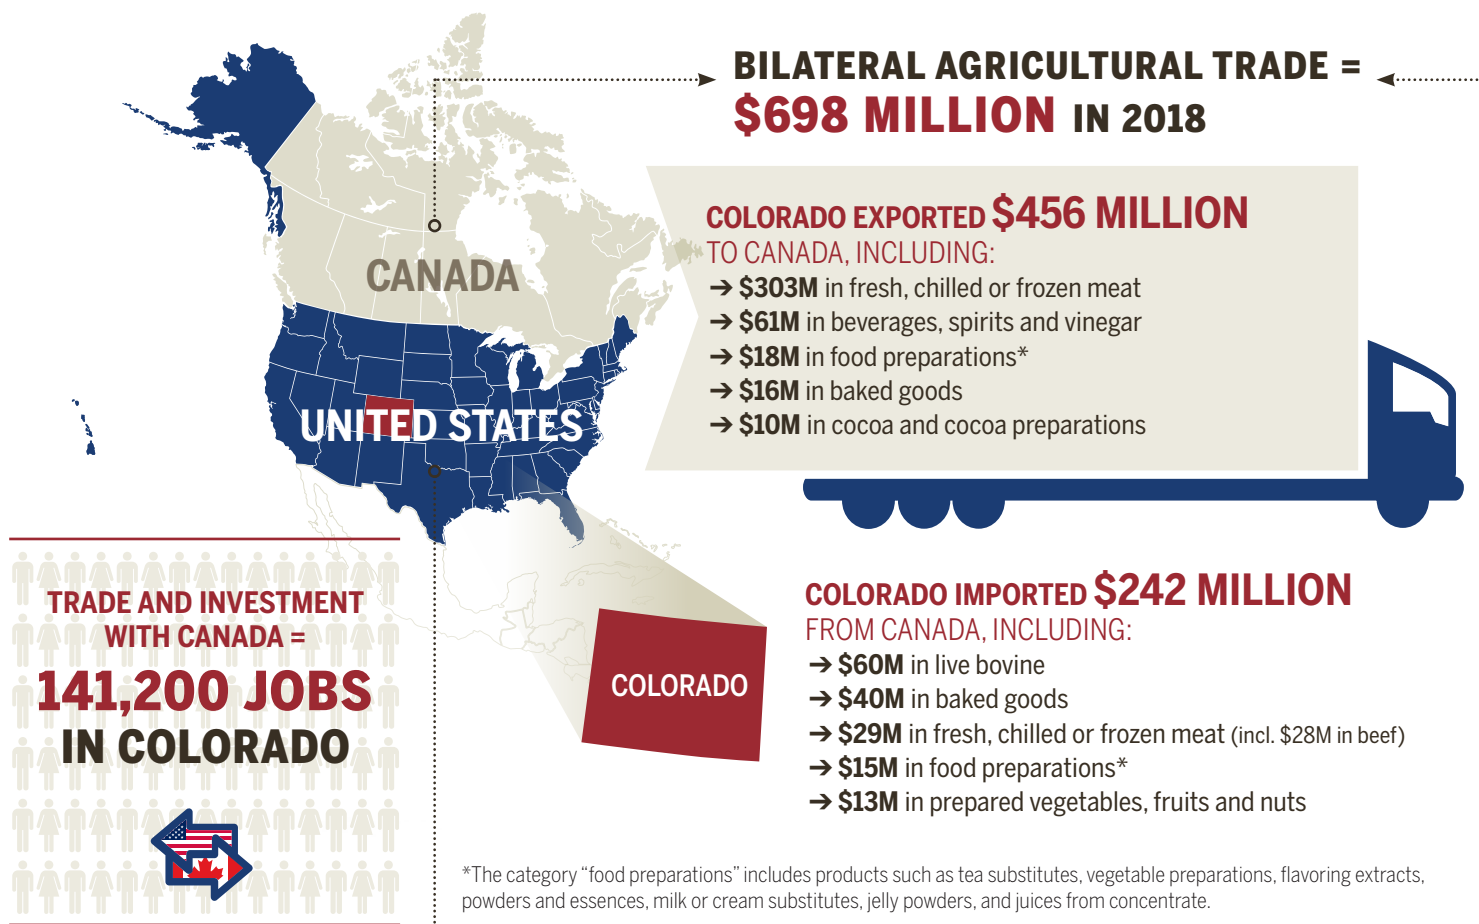 BILATERAL AGRICULTURAL TRADE =
$698 MILLION IN 2018
COLORADO EXPORTED $456 MILLION
TO CANADA, INCLUDING:
➔ $303M in fresh, chilled or frozen meat
➔ $61M in beverages, spirits and vinegar
➔ $18M in food preparations*
➔ $16M in baked goods
➔ $10M in cocoa and cocoa preparations
CANADA
UNITED STATES
TRADE AND INVESTMENT
WITH CANADA =
141,200 JOBS
IN COLORADO
COLORADO
COLORADO IMPORTED $242 MILLION
FROM CANADA, INCLUDING:
➔ $60M in live bovine
➔ $40M in baked goods
➔ $29M in fresh, chilled or frozen meat (incl. $28M in beef)
➔ $15M in food preparations*
➔ $13M in prepared vegetables, fruits and nuts
*The category “food preparations” includes products such as tea substitutes, vegetable preparations, flavoring extracts,
powders and essences, milk or cream substitutes, jelly powders, and juices from concentrate.